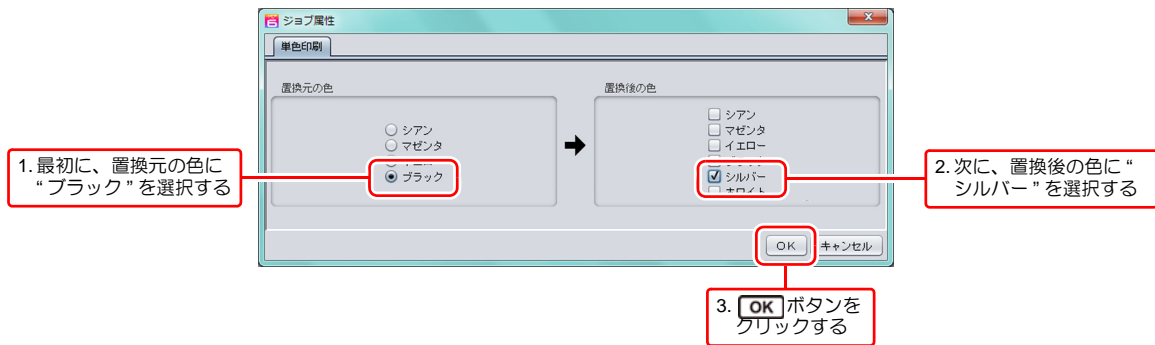 ジョブ属性
単色印刷
置換元の色
シアン
マゼンタ
ブラック
置換後の色
シアン
マゼンタ
イエロー
シルバー
ホワイト
OK
キャンセル
1. 最初に、置換元の色に
“ ブラック ” を選択する
2. 次に、置換後の色に “
シルバー ” を選択する
3. OK ボタンを
クリックする